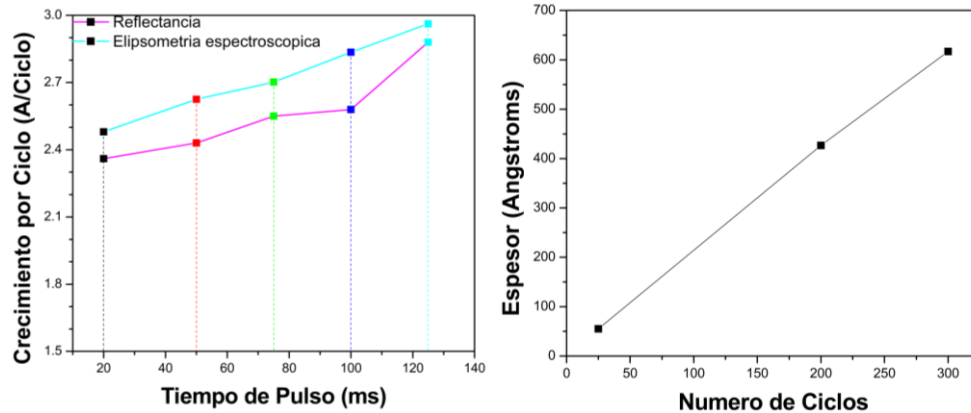 Reflectancia
Elipsometria espectroscopica
Crecimiento por Ciclo (A/Ciclo)
3.0
2.7
2.4
2.1
1.8
1.5
20 40 60 80 100 120 140
Tiempo de Pulso (ms)
Espesor (Angstroms)
700
600
500
400
300
200
100
0
0 50 100 150 200 250 300
Numero de Ciclos